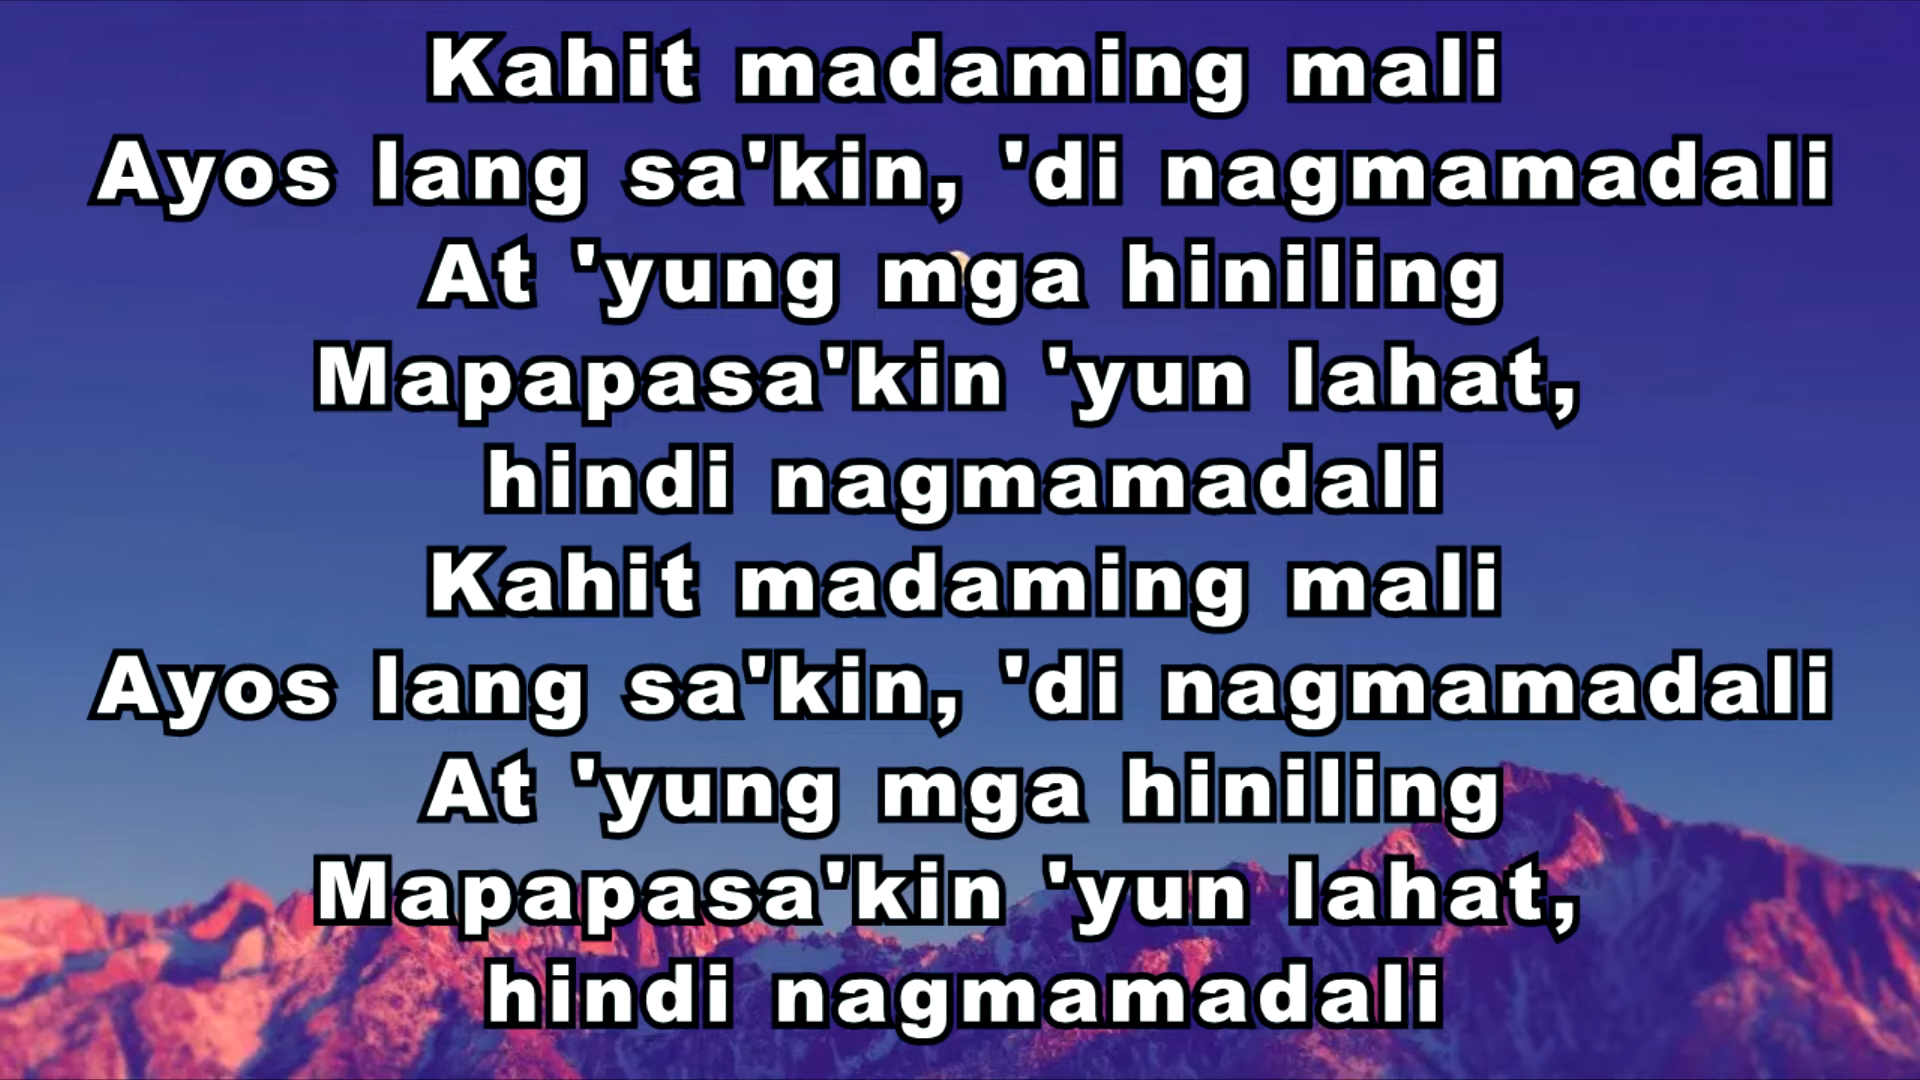 Kahit madaming mali
Ayos lang sa'kin, 'di nagmamadali
At 'yung mga hiniling
Mapapasa'kin 'yun lahat,
hindi nagmamadali
Kahit madaming mali
Ayos lang sa'kin, 'di nagmamadali
At 'yung mga hiniling
Mapapasa'kin 'yun lahat,
hindi nagmamadali